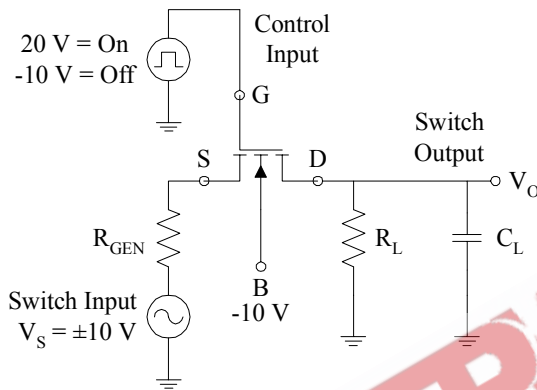 20 V = On
-10 V = Off
Control
Input
G
S
D
Switch
Output
V_O
R_GEN
R_L
C_L
B
-10 V
Switch Input
V_S = ±10 V